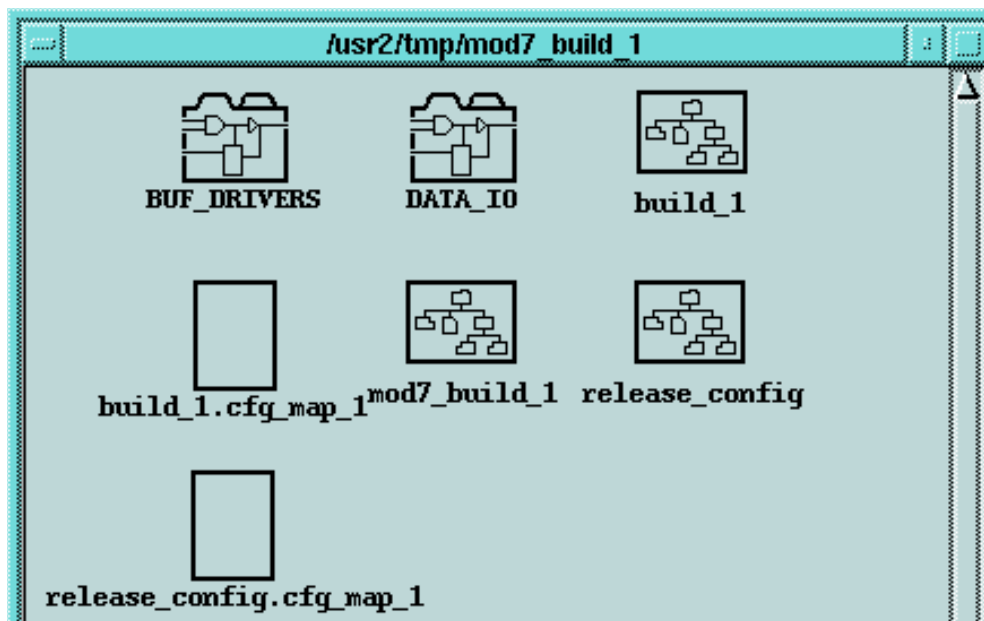 /usr2/tmp/mod7_build_1
BUF_DRIVERS
DATA_IO
build_1
build_1.cfg_map_1
mod7_build_1
release_config
release_config.cfg_map_1